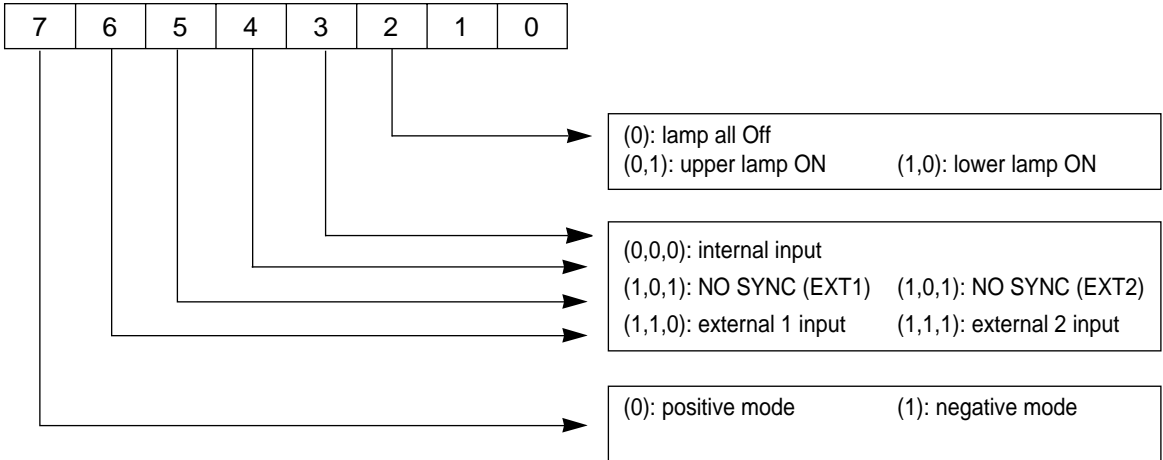 7 6 5 4 3 2 1 0
(0): lamp all Off
(0,1): upper lamp ON (1,0): lower lamp ON
(0,0,0): internal input
(1,0,1): NO SYNC (EXT1) (1,0,1): NO SYNC (EXT2)
(1,1,0): external 1 input (1,1,1): external 2 input
(0): positive mode (1): negative mode